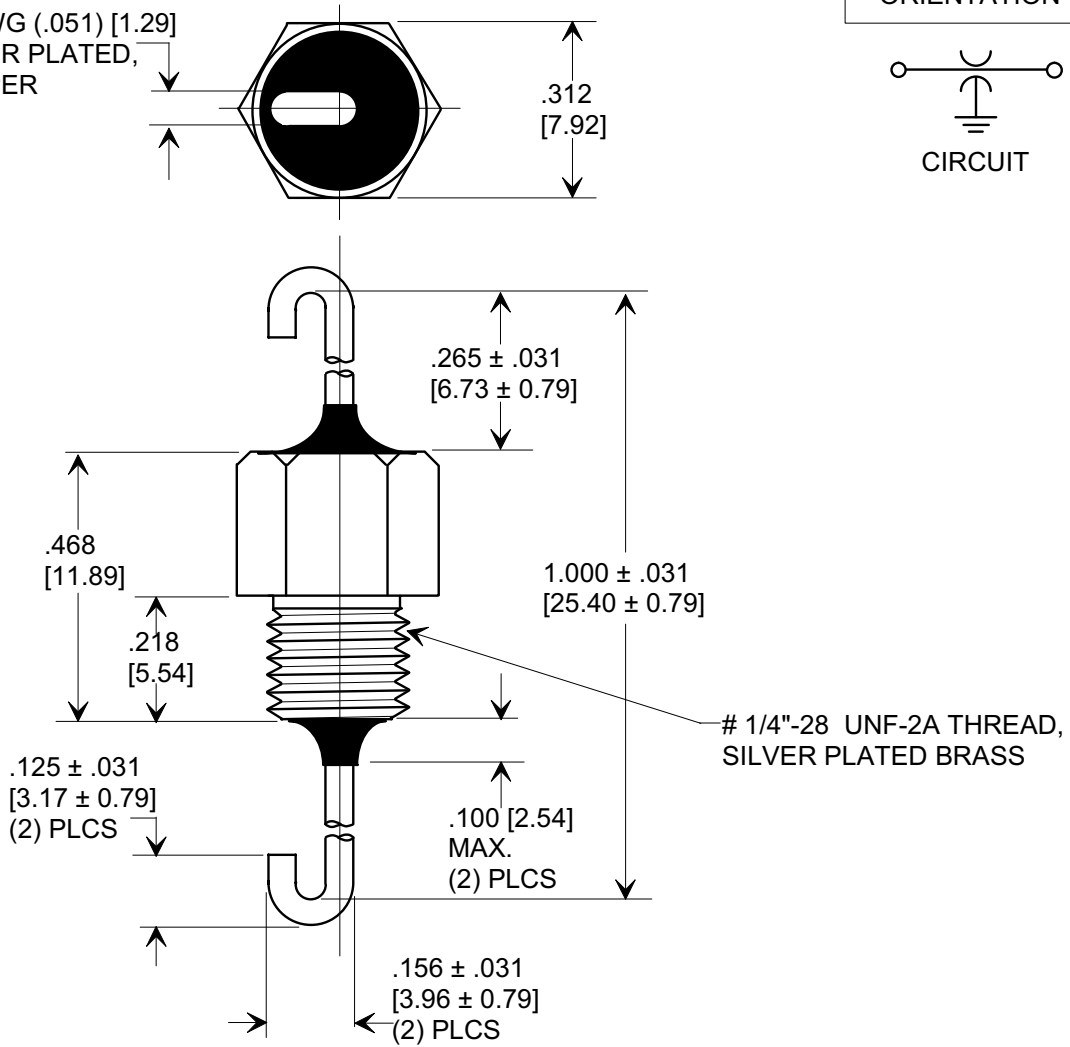 (.051) [1.29]
PLATED,
ORIENTATION
.312
[7.92]
CIRCUIT
.265 ± .031
[6.73 ± 0.79]
.468
[11.89]
1.000 ± .031
[25.40 ± 0.79]
.218
[5.54]
# 1/4"-28 UNF-2A THREAD,
SILVER PLATED BRASS
.125 ± .031
[3.17 ± 0.79]
(2) PLCS
.100 [2.54]
MAX.
(2) PLCS
.156 ± .031
[3.96 ± 0.79]
(2) PLCS